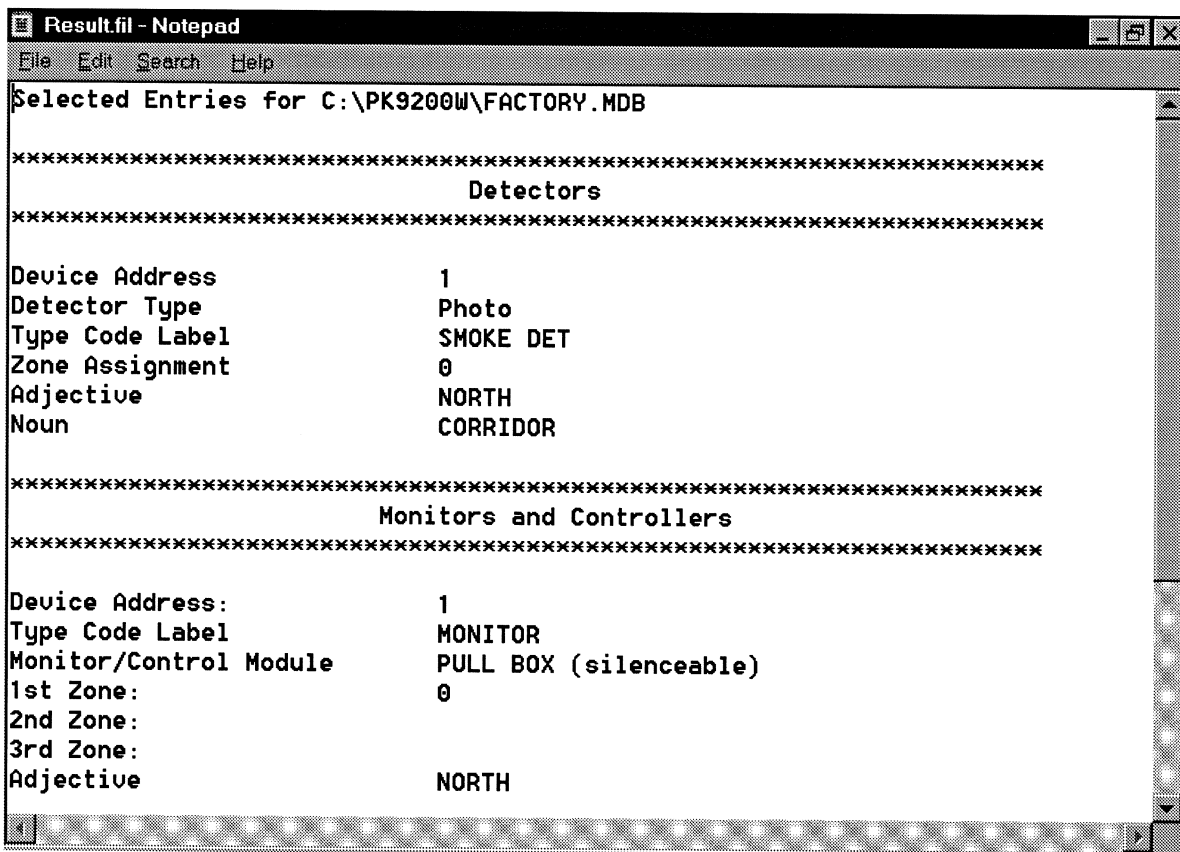 Result.fil - Notepad
File Edit Search Help
Selected Entries for C:\PK9200W\FACTORY.MDB
***********************************************************************
Detectors
***********************************************************************
Device Address 1
Detector Type Photo
Type Code Label SMOKE DET
Zone Assignment 0
Adjective NORTH
Noun CORRIDOR
***********************************************************************
Monitors and Controllers
***********************************************************************
Device Address: 1
Type Code Label MONITOR
Monitor/Control Module PULL BOX (silenceable)
1st Zone: 0
2nd Zone:
3rd Zone:
Adjective NORTH